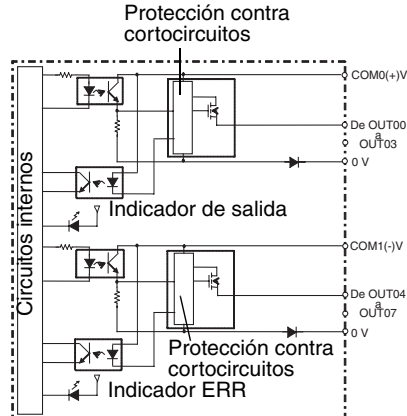 Protección contra
cortocircuitos
COM0(+)V
De OUT00
a
OUT03
0 V
Circuitos internos
Indicador de salida
COM1(-)V
De OUT04
a
OUT07
0 V
Protección contra
cortocircuitos
Indicador ERR